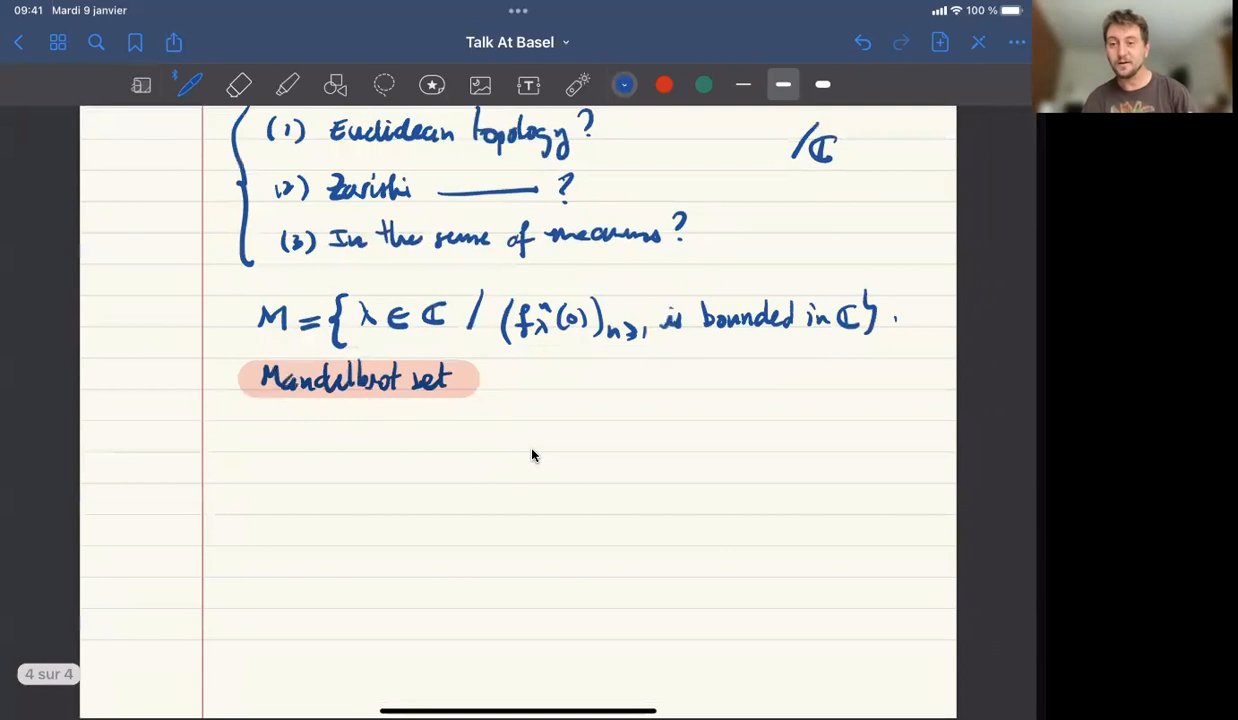 09:41 Mardi 9 janvier
100 %
Talk At Basel
(1) Euclidean topology?
/ℂ
(2) Zariski ——— ?
(3) In the sense of measures?
M = { λ ∈ ℂ / (f_λ^n(0))_{n≥1} is bounded in ℂ} .
Mandelbrot set
4 sur 4